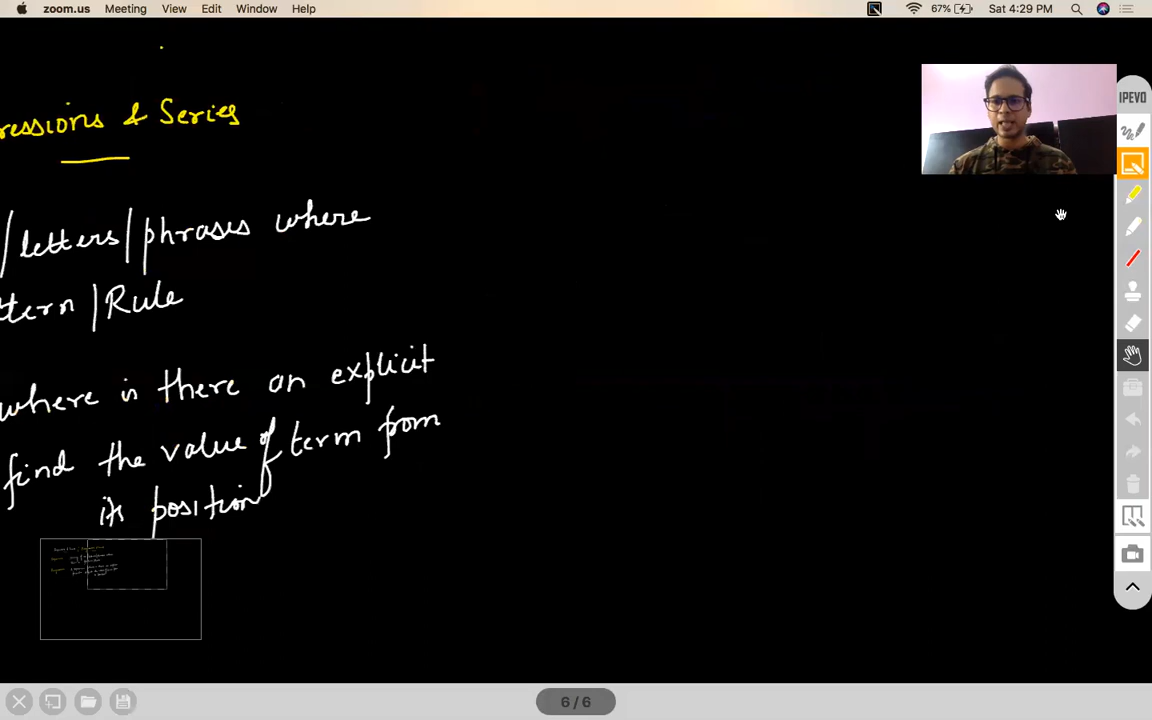 zoom.us Meeting View Edit Window Help 67% Sat 4:29 PM
IPEVO
ressions & Series
/letters/phrases where
ttern/Rule
where is there an explicit
find the value of term from
its position
6/6